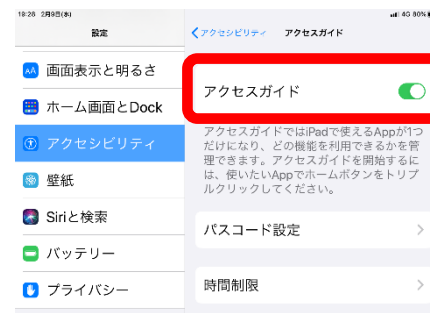 19:28 2月9日(水)
4G 80%
設定
アクセシビリティ
アクセスガイド
画面表示と明るさ
ホーム画面とDock
アクセシビリティ
壁紙
Siriと検索
バッテリー
プライバシー
アクセスガイド
アクセスガイドではiPadで使えるAppが1つ
だけになり、どの機能を利用できるかを管
理できます。アクセスガイドを開始するに
は、使いたいAppでホームボタンをトリプ
ルクリックしてください。
パスコード設定
時間制限